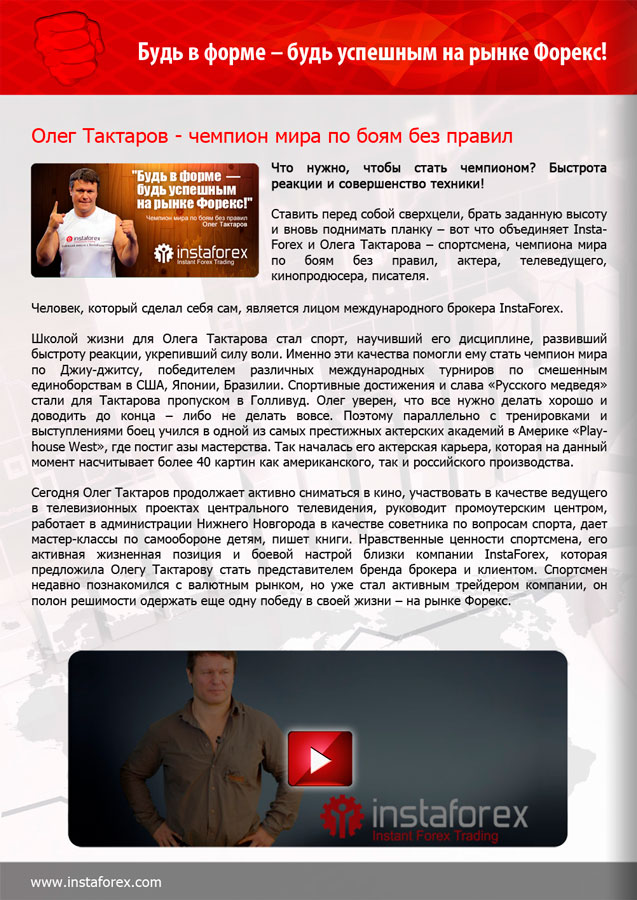 Будь в форме – будь успешным на рынке Форекс!
Олег Тактаров - чемпион мира по боям без правил
"Будь в форме —
будь успешным
на рынке Форекс!"
Чемпион мира по боям без правил
Олег Тактаров
instaforex
instaforex
Instant Forex Trading
Что нужно, чтобы стать чемпионом? Быстрота
реакции и совершенство техники!
Ставить перед собой сверхцели, брать заданную высоту
и вновь поднимать планку – вот что объединяет Insta-
Forex и Олега Тактарова – спортсмена, чемпиона мира
по боям без правил, актера, телеведущего,
кинопродюсера, писателя.
Человек, который сделал себя сам, является лицом международного брокера InstaForex.
Школой жизни для Олега Тактарова стал спорт, научивший его дисциплине, развивший
быстроту реакции, укрепивший силу воли. Именно эти качества помогли ему стать чемпион мира
по Джиу-джитсу, победителем различных международных турниров по смешенным
единоборствам в США, Японии, Бразилии. Спортивные достижения и слава «Русского медведя»
стали для Тактарова пропуском в Голливуд. Олег уверен, что все нужно делать хорошо и
доводить до конца – либо не делать вовсе. Поэтому параллельно с тренировками и
выступлениями боец учился в одной из самых престижных актерских академий в Америке «Play-
house West», где постиг азы мастерства. Так началась его актерская карьера, которая на данный
момент насчитывает более 40 картин как американского, так и российского производства.
Сегодня Олег Тактаров продолжает активно сниматься в кино, участвовать в качестве ведущего
в телевизионных проектах центрального телевидения, руководит промоутерским центром,
работает в администрации Нижнего Новгорода в качестве советника по вопросам спорта, дает
мастер-классы по самообороне детям, пишет книги. Нравственные ценности спортсмена, его
активная жизненная позиция и боевой настрой близки компании InstaForex, которая
предложила Олегу Тактарову стать представителем бренда брокера и клиентом. Спортсмен
недавно познакомился с валютным рынком, но уже стал активным трейдером компании, он
полон решимости одержать еще одну победу в своей жизни – на рынке Форекс.
instaforex
Instant Forex Trading
www.instaforex.com